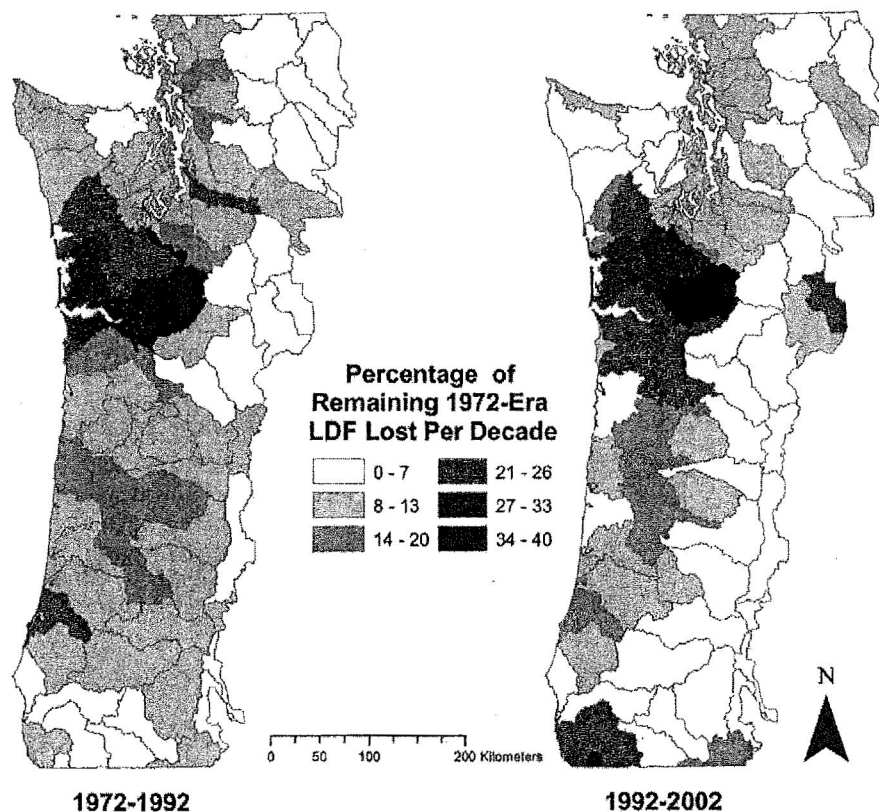 Percentage of
Remaining 1972-Era
LDF Lost Per Decade
0 - 7
21 - 26
8 - 13
27 - 33
14 - 20
34 - 40
N
0 50 100 200 Kilometers
1972-1992
1992-2002